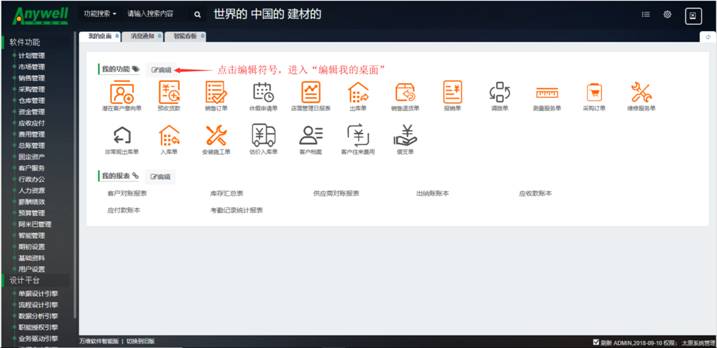 Anywell
功能搜索 请输入搜索内容 世界的 中国的 建材的
我的桌面 消息通知 智能看板
软件功能
计划管理
市场管理
销售管理
采购管理
仓库管理
资金管理
应收应付
费用管理
总账管理
固定资产
客户服务
行政办公
人力资源
薪酬绩效
预算管理
阿米巴管理
智能管理
期初设置
基础资料
用户设置
设计平台
单据设计引擎
流程设计引擎
数据分析引擎
职能授权引擎
业务驱动引擎
我的功能 编辑 点击编辑符号，进入“编辑我的桌面”
潜在客户意向单 预收货款 销售订单 休假申请单 店面管理日报表 出库单 销售退货单 报销单 调拨单 测量服务单 采购订单 维修服务单
非常规出库单 入库单 安装施工单 估价入库单 客户档案 客户往来费用 借支单
我的报表 编辑
客户对账报表 库存汇总表 供应商对账报表 出纳账账本 应收款账本
应付款账本 考勤记录统计报表
万维软件智能版 | 切换到旧版
刷新 ADMIN,2018-09-10 权限： 太原系统管理